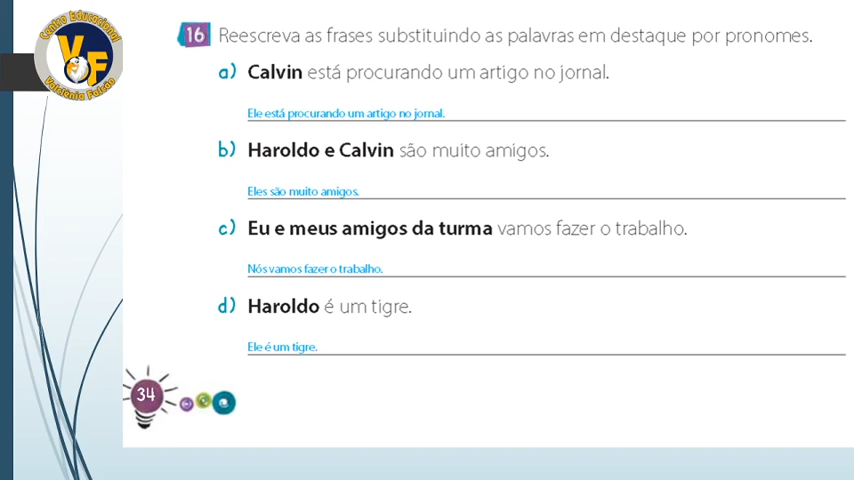 Centro Educacional
VF
Valdênia Falcão
16 Reescreva as frases substituindo as palavras em destaque por pronomes.
a) Calvin está procurando um artigo no jornal.
Ele está procurando um artigo no jornal.
b) Haroldo e Calvin são muito amigos.
Eles são muito amigos.
c) Eu e meus amigos da turma vamos fazer o trabalho.
Nós vamos fazer o trabalho.
d) Haroldo é um tigre.
Ele é um tigre.
34